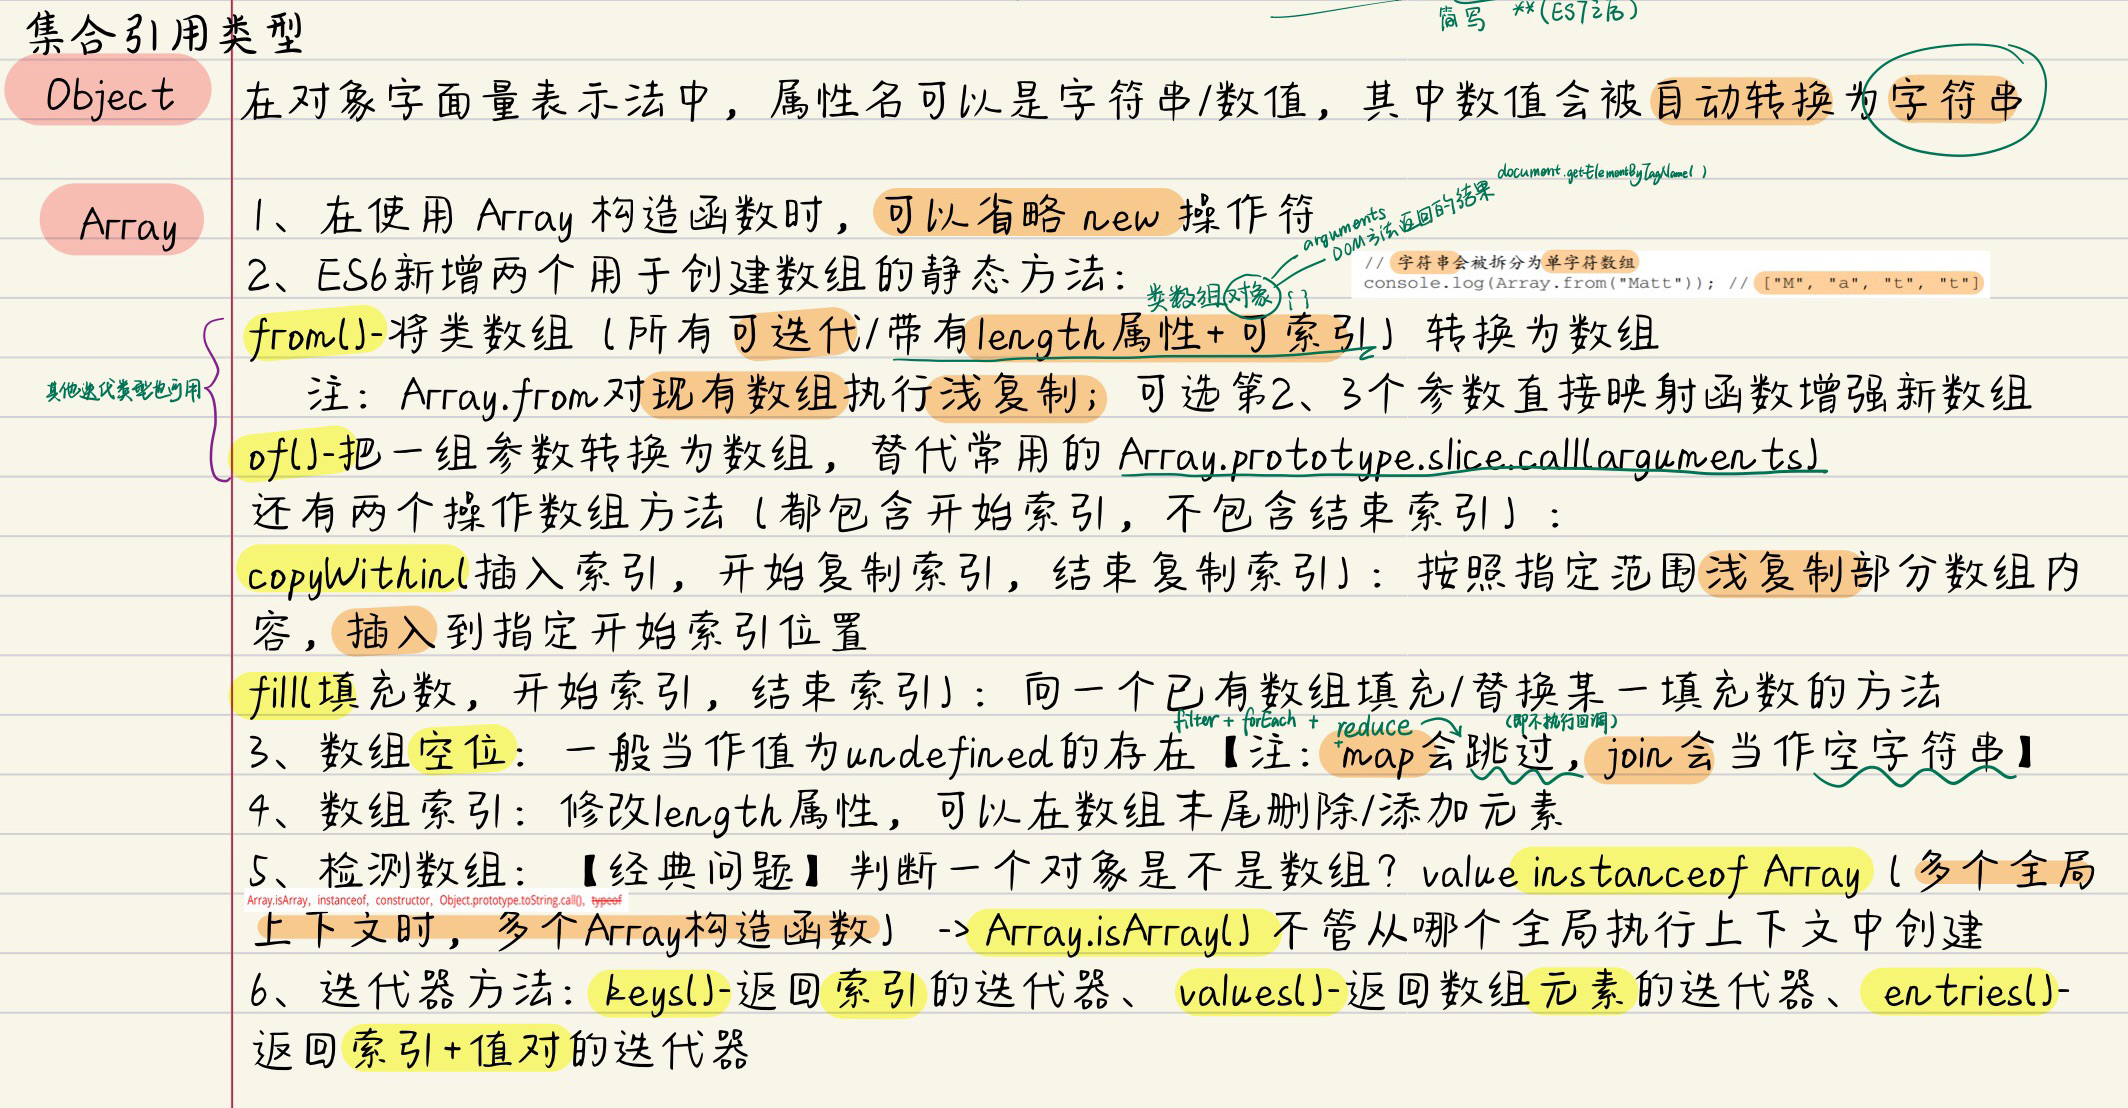 简写 **(ES7之后)
集合引用类型
Object
在对象字面量表示法中，属性名可以是字符串/数值，其中数值会被自动转换为字符串
document.getElementByTagName()
Array
1、在使用 Array 构造函数时，可以省略 new 操作符
arguments
DOM方法返回的结果
2、ES6新增两个用于创建数组的静态方法：
类数组对象 {}
// 字符串会被拆分为单字符数组
console.log(Array.from("Matt")); // ["M", "a", "t", "t"]
from()-将类数组（所有可迭代/带有length属性+可索引）转换为数组
其他迭代类型也可用
注：Array.from对现有数组执行浅复制；可选第2、3个参数直接映射函数增强新数组
of()-把一组参数转换为数组，替代常用的 Array.prototype.slice.call(arguments)
还有两个操作数组方法（都包含开始索引，不包含结束索引）：
copyWithin(插入索引，开始复制索引，结束复制索引)：按照指定范围浅复制部分数组内
容，插入到指定开始索引位置
fill(填充数，开始索引，结束索引)：向一个已有数组填充/替换某一填充数的方法
filter + forEach + reduce +
(即不执行回调)
3、数组空位：一般当作值为undefined的存在【注：map会跳过，join会当作空字符串】
4、数组索引：修改length属性，可以在数组末尾删除/添加元素
5、检测数组：【经典问题】判断一个对象是不是数组？value instanceof Array（多个全局
Array.isArray, instanceof, constructor, Object.prototype.toString.call(), typeof
上下文时，多个Array构造函数） -> Array.isArray()不管从哪个全局执行上下文中创建
6、迭代器方法：keys()-返回索引的迭代器、values()-返回数组元素的迭代器、entries()-
返回索引+值对的迭代器